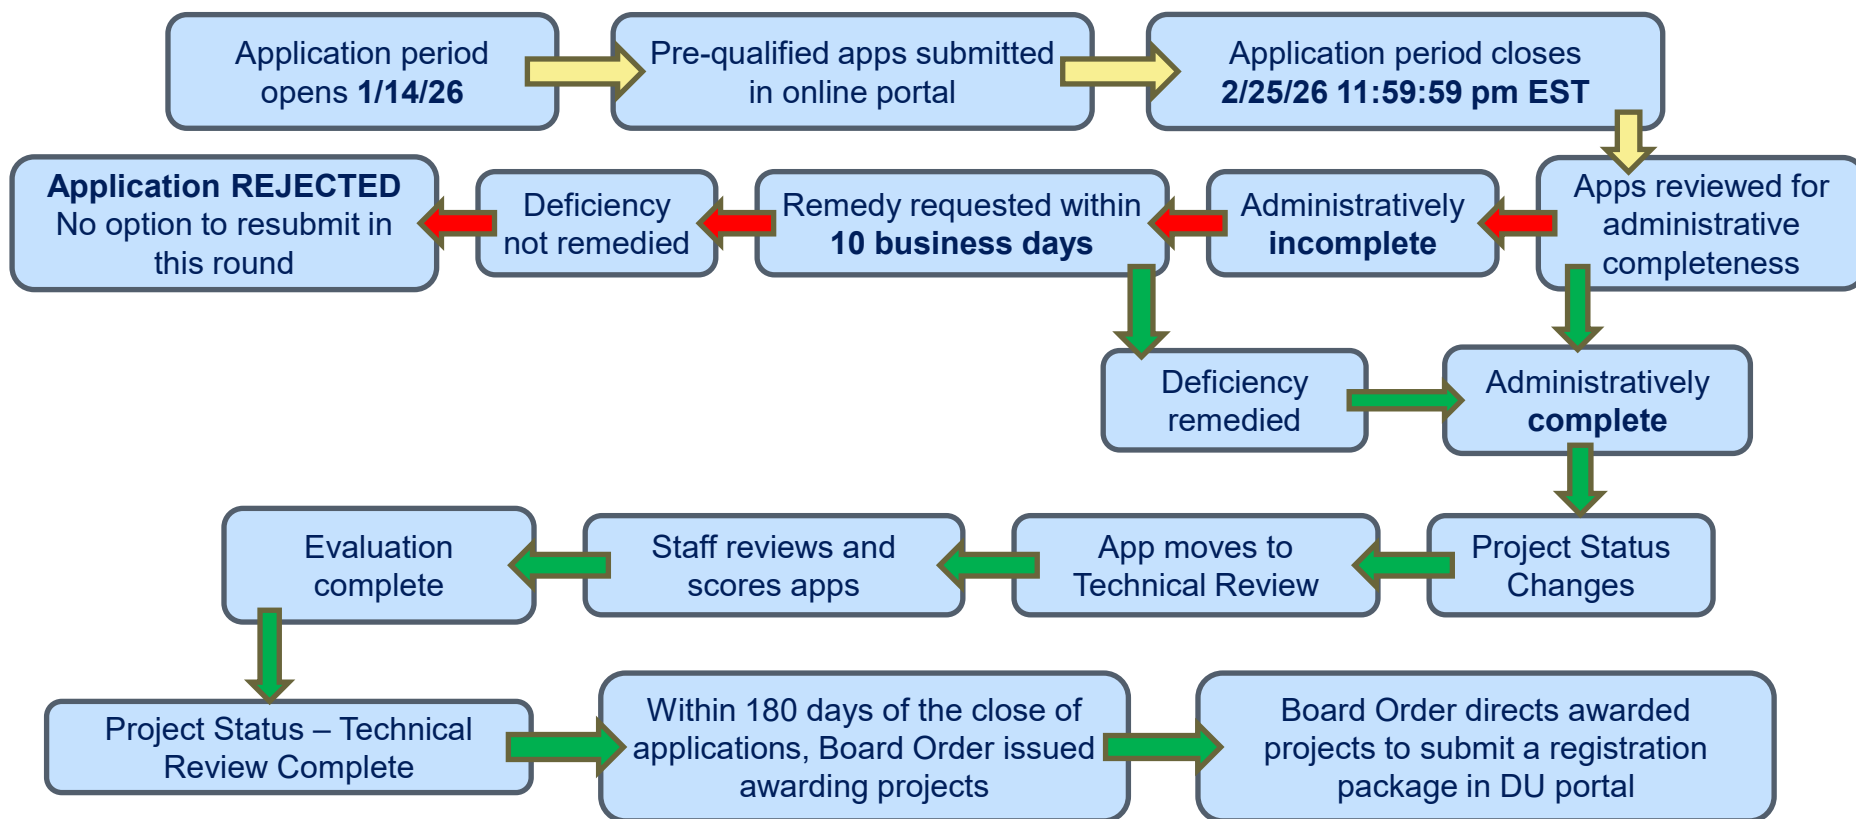 Application period
opens 1/14/26
Pre-qualified apps submitted
in online portal
Application period closes
2/25/26 11:59:59 pm EST
Apps reviewed for
administrative
completeness
Administratively
incomplete
Remedy requested within
10 business days
Deficiency
not remedied
Application REJECTED
No option to resubmit in
this round
Deficiency
remedied
Administratively
complete
Project Status
Changes
App moves to
Technical Review
Staff reviews and
scores apps
Evaluation
complete
Project Status – Technical
Review Complete
Within 180 days of the close of
applications, Board Order issued
awarding projects
Board Order directs awarded
projects to submit a registration
package in DU portal